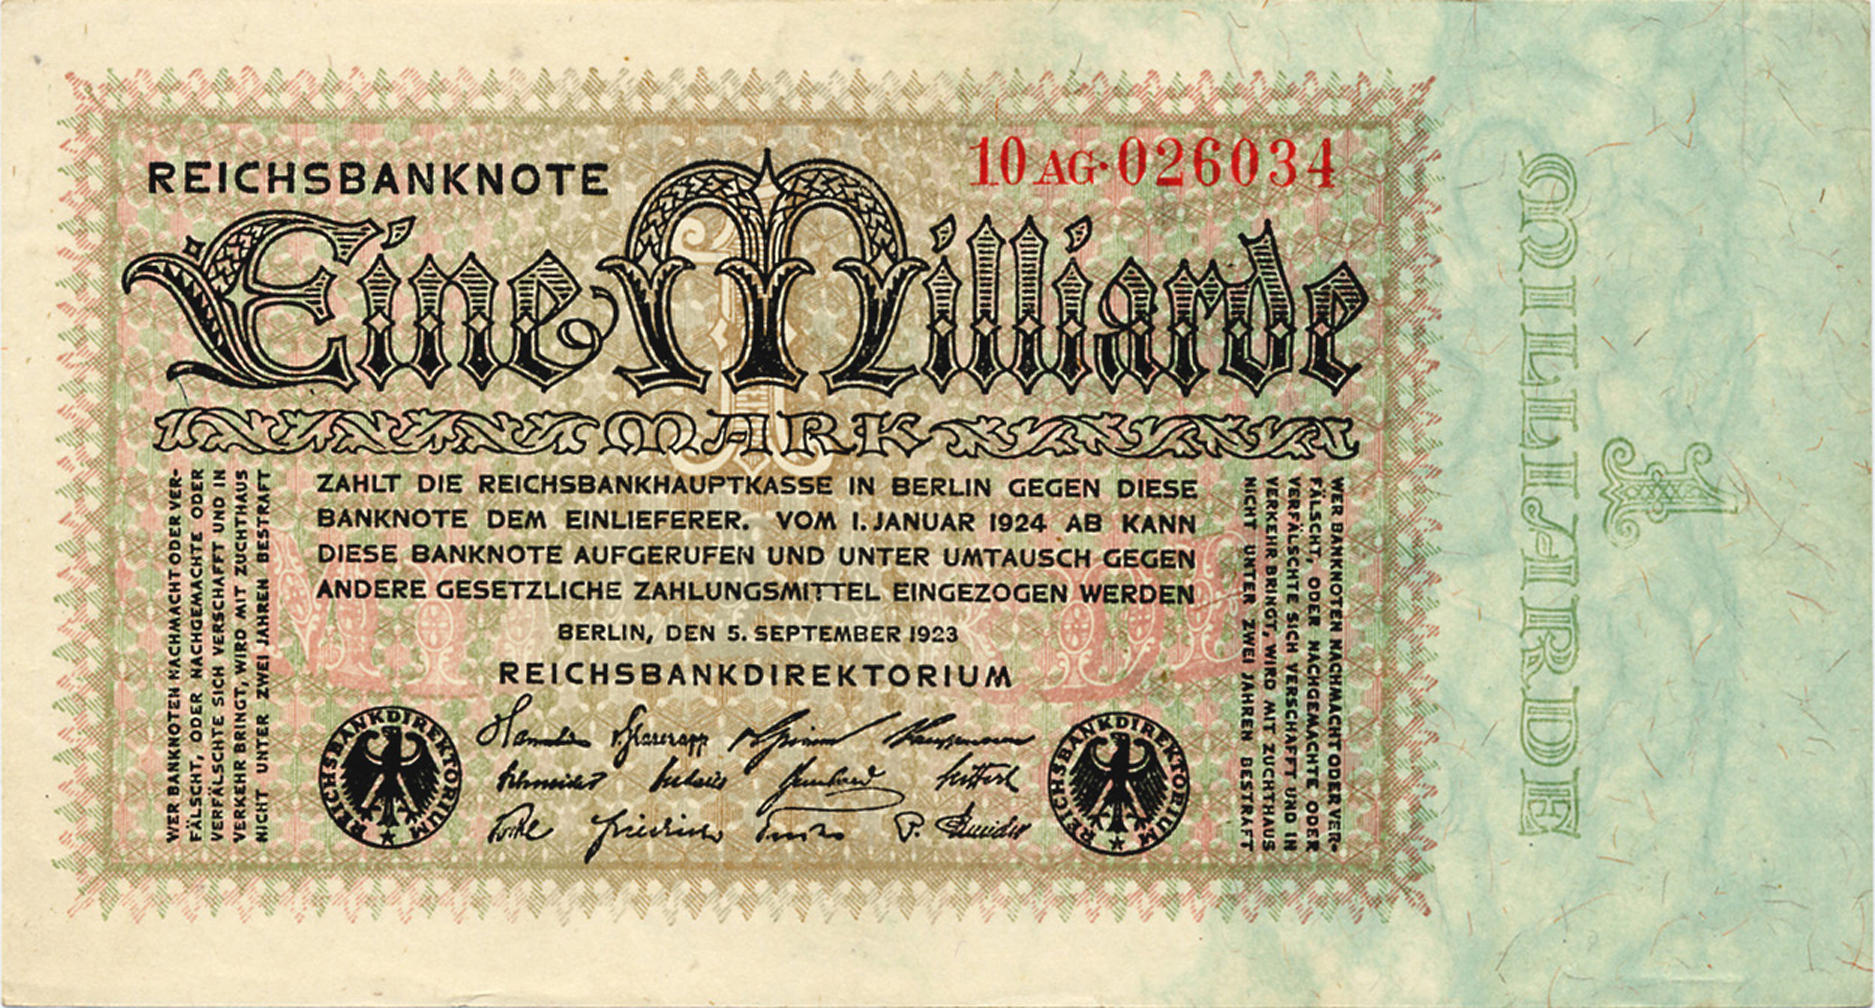 REICHSBANKNOTE
10 AG·026034
Eine Milliarde
MARK
ZAHLT DIE REICHSBANKHAUPTKASSE IN BERLIN GEGEN DIESE
BANKNOTE DEM EINLIEFERER. VOM 1. JANUAR 1924 AB KANN
DIESE BANKNOTE AUFGERUFEN UND UNTER UMTAUSCH GEGEN
ANDERE GESETZLICHE ZAHLUNGSMITTEL EINGEZOGEN WERDEN
BERLIN, DEN 5. SEPTEMBER 1923
REICHSBANKDIREKTORIUM
REICHSBANKDIREKTORIUM
REICHSBANKDIREKTORIUM
WER BANKNOTEN NACHMACHT ODER VER-
FÄLSCHT, ODER NACHGEMACHTE ODER
VERFÄLSCHTE SICH VERSCHAFFT UND IN
VERKEHR BRINGT, WIRD MIT ZUCHTHAUS
NICHT UNTER ZWEI JAHREN BESTRAFT
WER BANKNOTEN NACHMACHT ODER VER-
FÄLSCHT, ODER NACHGEMACHTE ODER
VERFÄLSCHTE SICH VERSCHAFFT UND IN
VERKEHR BRINGT, WIRD MIT ZUCHTHAUS
NICHT UNTER ZWEI JAHREN BESTRAFT
1
MILLIARDE